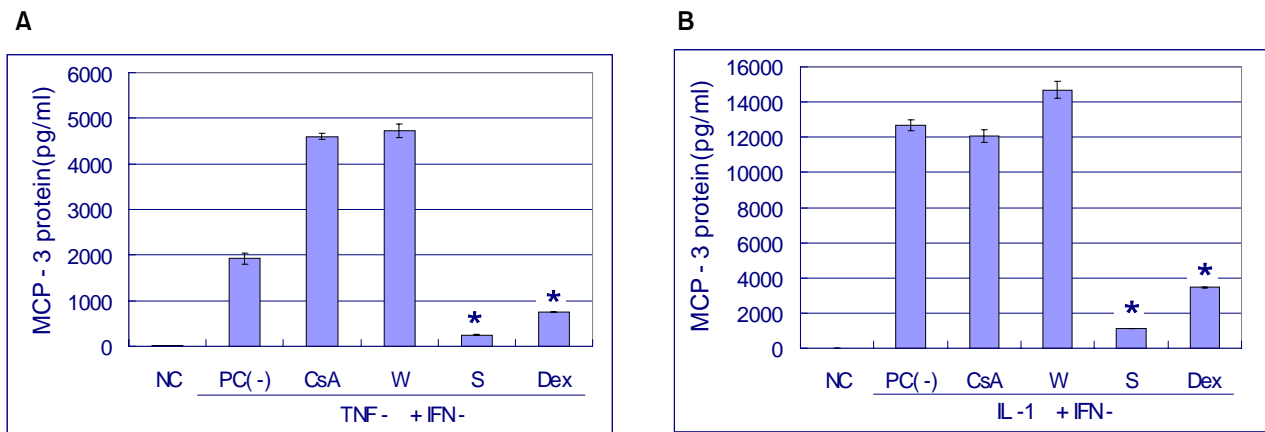 A
MCP - 3 protein(pg/ml)
6000
5000
4000
3000
2000
1000
0
*
*
NC PC( -) CsA W S Dex
TNF - + IFN -
B
MCP - 3 protein(pg/ml)
16000
14000
12000
10000
8000
6000
4000
2000
0
*
*
NC PC( -) CsA W S Dex
IL -1 + IFN -